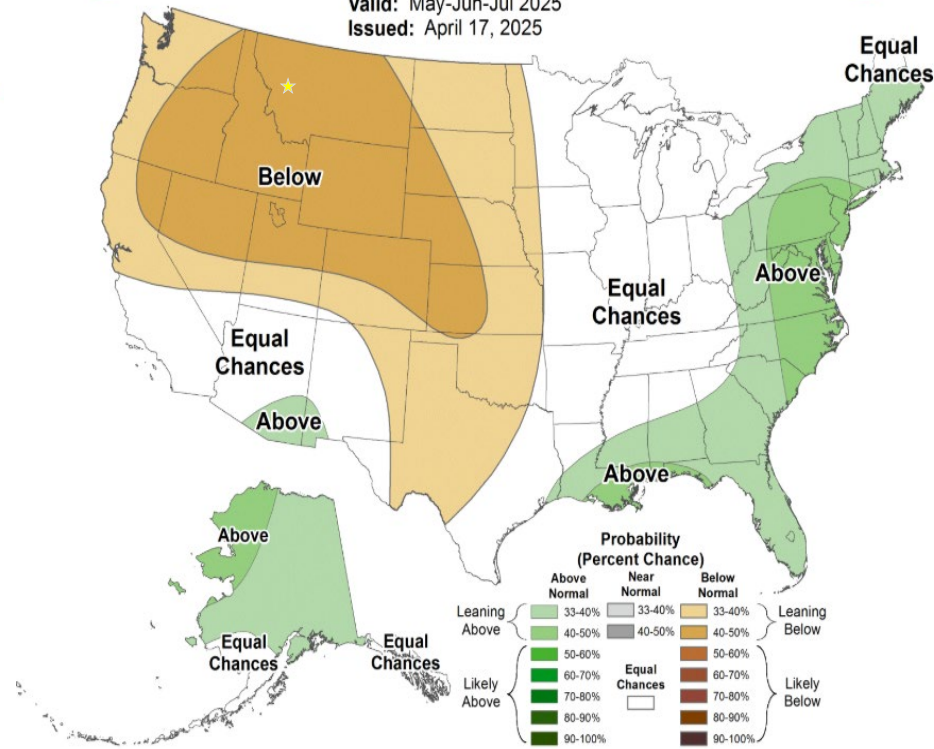 Valid: May-Jun-Jul 2025
Issued: April 17, 2025
Equal
Chances
Below
Above
Equal
Chances
Equal
Chances
Above
Above
Above
Equal
Chances
Equal
Chances
Probability
(Percent Chance)
Above
Normal
Near
Normal
Below
Normal
Leaning
Above
33-40%
40-50%
33-40%
40-50%
33-40%
40-50%
Leaning
Below
Likely
Above
50-60%
60-70%
70-80%
80-90%
90-100%
Equal
Chances
50-60%
60-70%
70-80%
80-90%
90-100%
Likely
Below